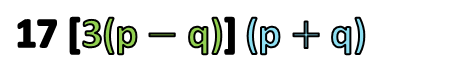 17 [3(p − q)] (p + q)